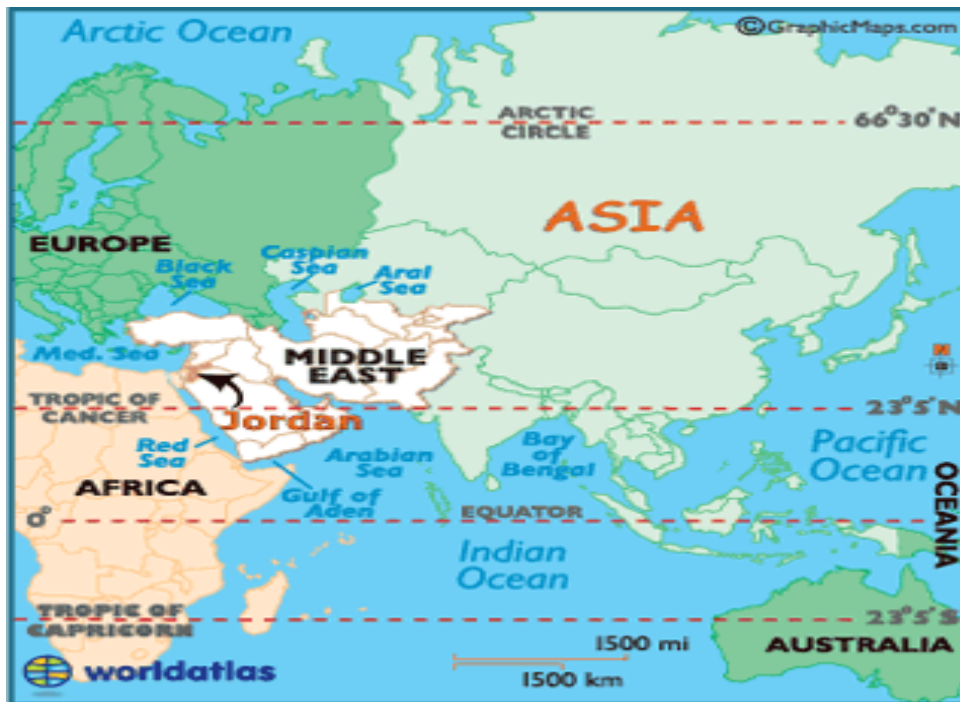 Arctic Ocean
©GraphicMaps.com
ARCTIC
CIRCLE
66°30' N
ASIA
EUROPE
Black
Sea
Caspian
Sea
Aral
Sea
Med. Sea
MIDDLE
EAST
N
TROPIC OF
CANCER
Jordan
23°5' N
Red
Sea
Arabian
Sea
Bay
of
Bengal
Pacific
Ocean
AFRICA
Gulf of
Aden
OCEANIA
0°
EQUATOR
Indian
Ocean
TROPIC OF
CAPRICORN
23°5' S
1500 mi
AUSTRALIA
worldatlas
1500 km